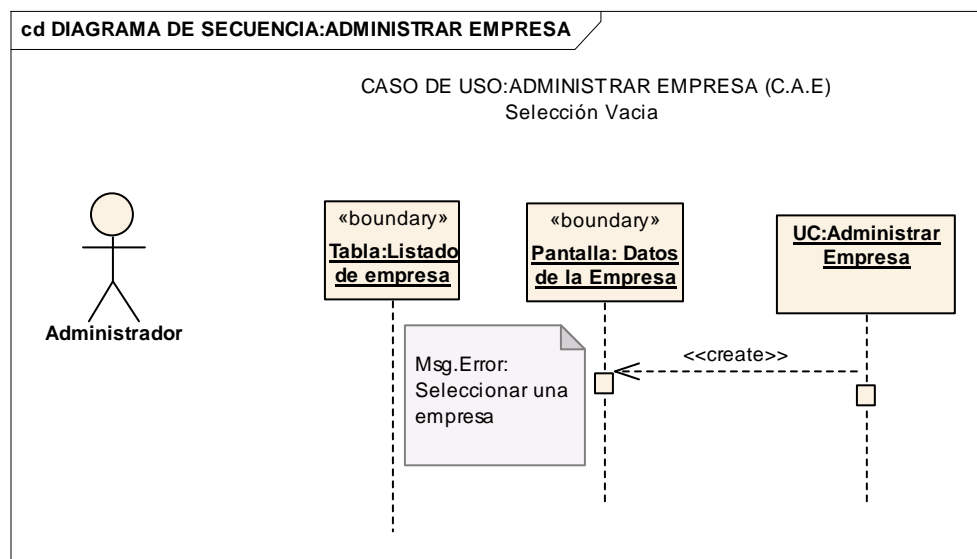 cd DIAGRAMA DE SECUENCIA:ADMINISTRAR EMPRESA
CASO DE USO:ADMINISTRAR EMPRESA (C.A.E)
Selección Vacia
Administrador
«boundary»
Tabla:Listado
de empresa
«boundary»
Pantalla: Datos
de la Empresa
UC:Administrar
Empresa
Msg.Error:
Seleccionar una
empresa
<<create>>